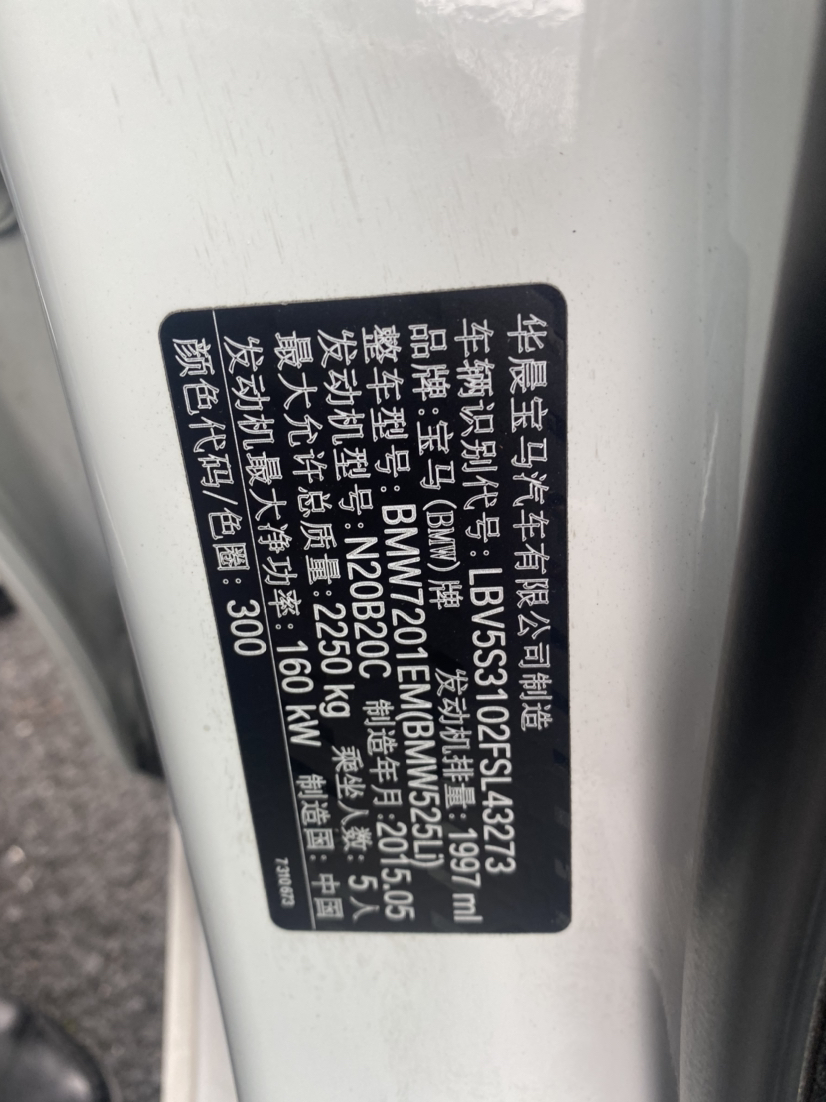 华晨宝马汽车有限公司制造
车辆识别代号:LBV5S3102FSL43273
品牌:宝马(BMW)牌 发动机排量:1997 ml
整车型号:BMW7201EM(BMW525Li)
发动机型号:N20B20C 制造年月:2015.05
最大允许总质量:2250 kg 乘坐人数:5人
发动机最大净功率:160 kW 制造国:中国
颜色代码/色圈:300
7310673